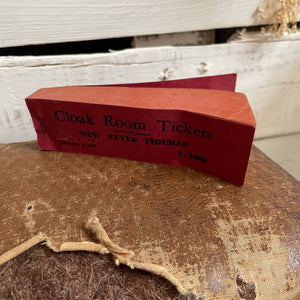 Cloak Room Tickets
NEW STYLE FIGURES
1-100